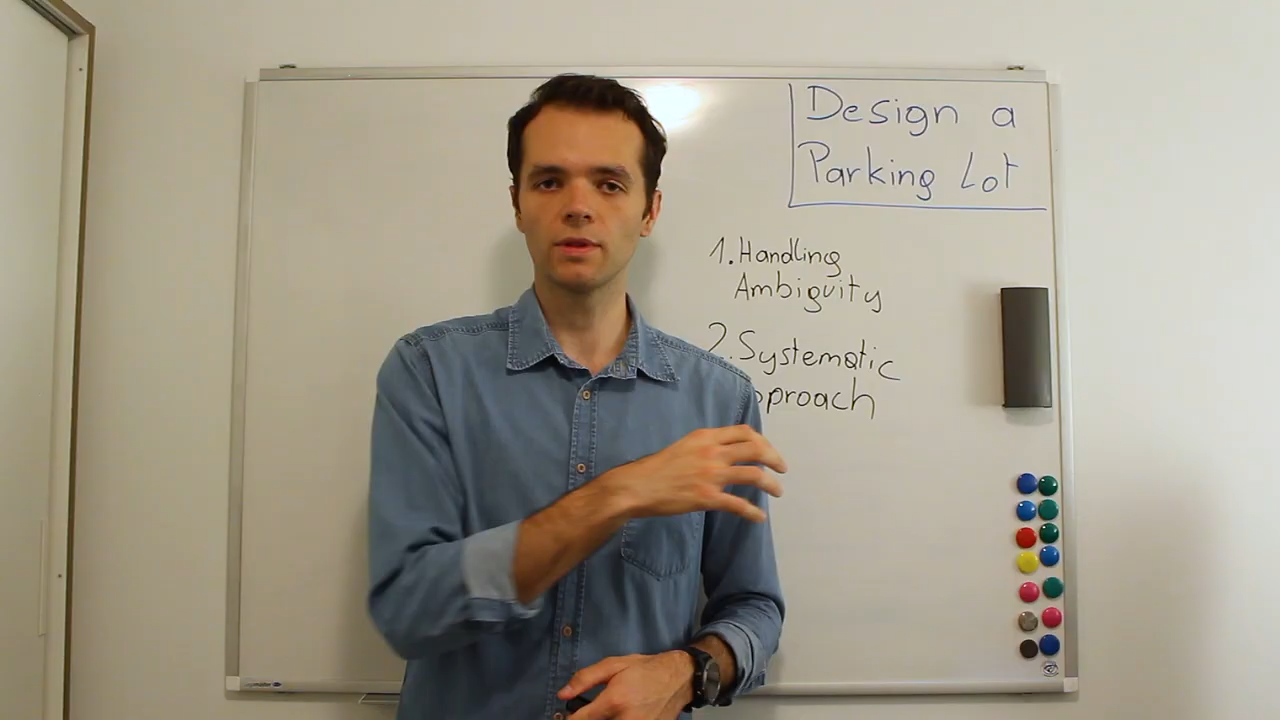 Design a
Parking Lot
1. Handling
Ambiguity
2. Systematic
pproach